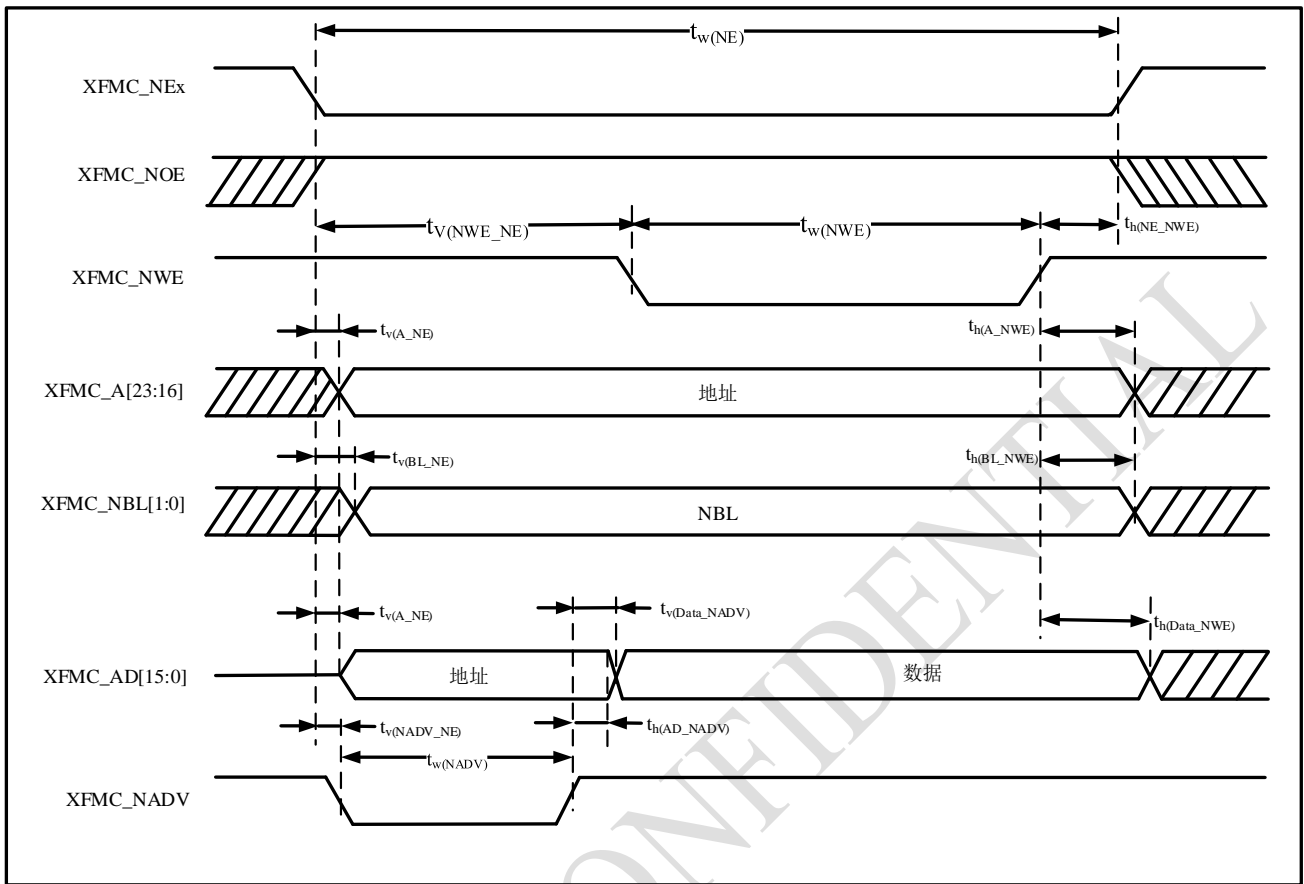 tw(NE)
XFMC_NEx
XFMC_NOE
tV(NWE_NE)
tw(NWE)
th(NE_NWE)
XFMC_NWE
tv(A_NE)
th(A_NWE)
XFMC_A[23:16]
地址
tv(BL_NE)
th(BL_NWE)
XFMC_NBL[1:0]
NBL
tv(A_NE)
tv(Data_NADV)
th(Data_NWE)
XFMC_AD[15:0]
地址
数据
tv(NADV_NE)
th(AD_NADV)
tw(NADV)
XFMC_NADV
ONFIDENTIAL